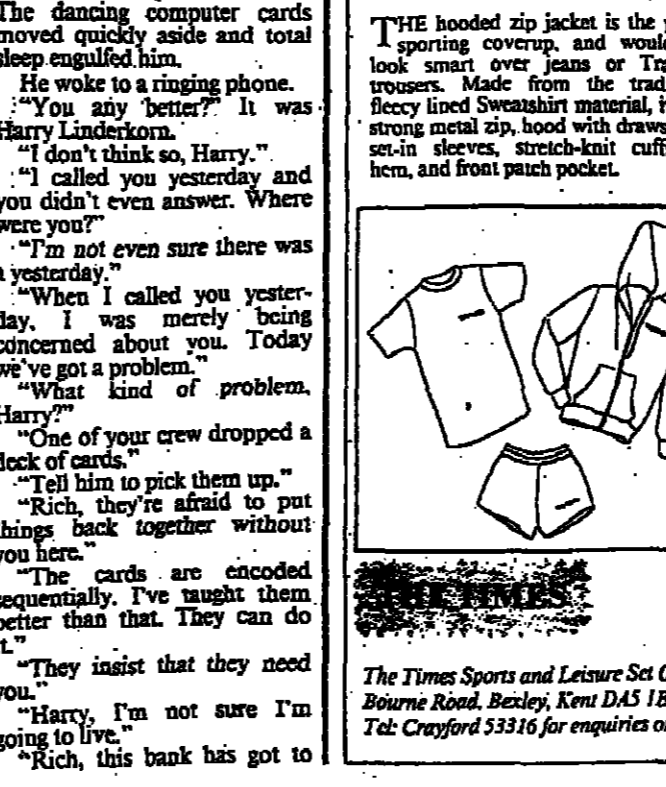 The dancing computer cards
moved quickly aside and total
sleep engulfed him.
He woke to a ringing phone.
"You any better?" It was
Harry Linderkorn.
"I don't think so, Harry."
"I called you yesterday and
you didn't even answer. Where
were you?"
"I'm not even sure there was
a yesterday."
"When I called you yester-
day, I was merely being
concerned about you. Today
we've got a problem."
"What kind of problem,
Harry?"
"One of your crew dropped a
deck of cards."
"Tell him to pick them up."
"Rich, they're afraid to put
things back together without
you here."
"The cards are encoded
sequentially. I've taught them
better than that. They can do
it."
"They insist that they need
you."
"Harry, I'm not sure I'm
going to live."
"Rich, this bank has got to
THE hooded zip jacket is the
sporting coverup, and would
look smart over jeans or
trousers. Made from the
fleecy lined Sweatshirt material,
strong metal zip, hood with
set-in sleeves, stretch-knit
hem, and front patch pocket.
THE TIMES
The Times Sports and Leisure Set
Bourne Road, Bexley, Kent DA5 1B
Tel: Crayford 53316 for enquiries